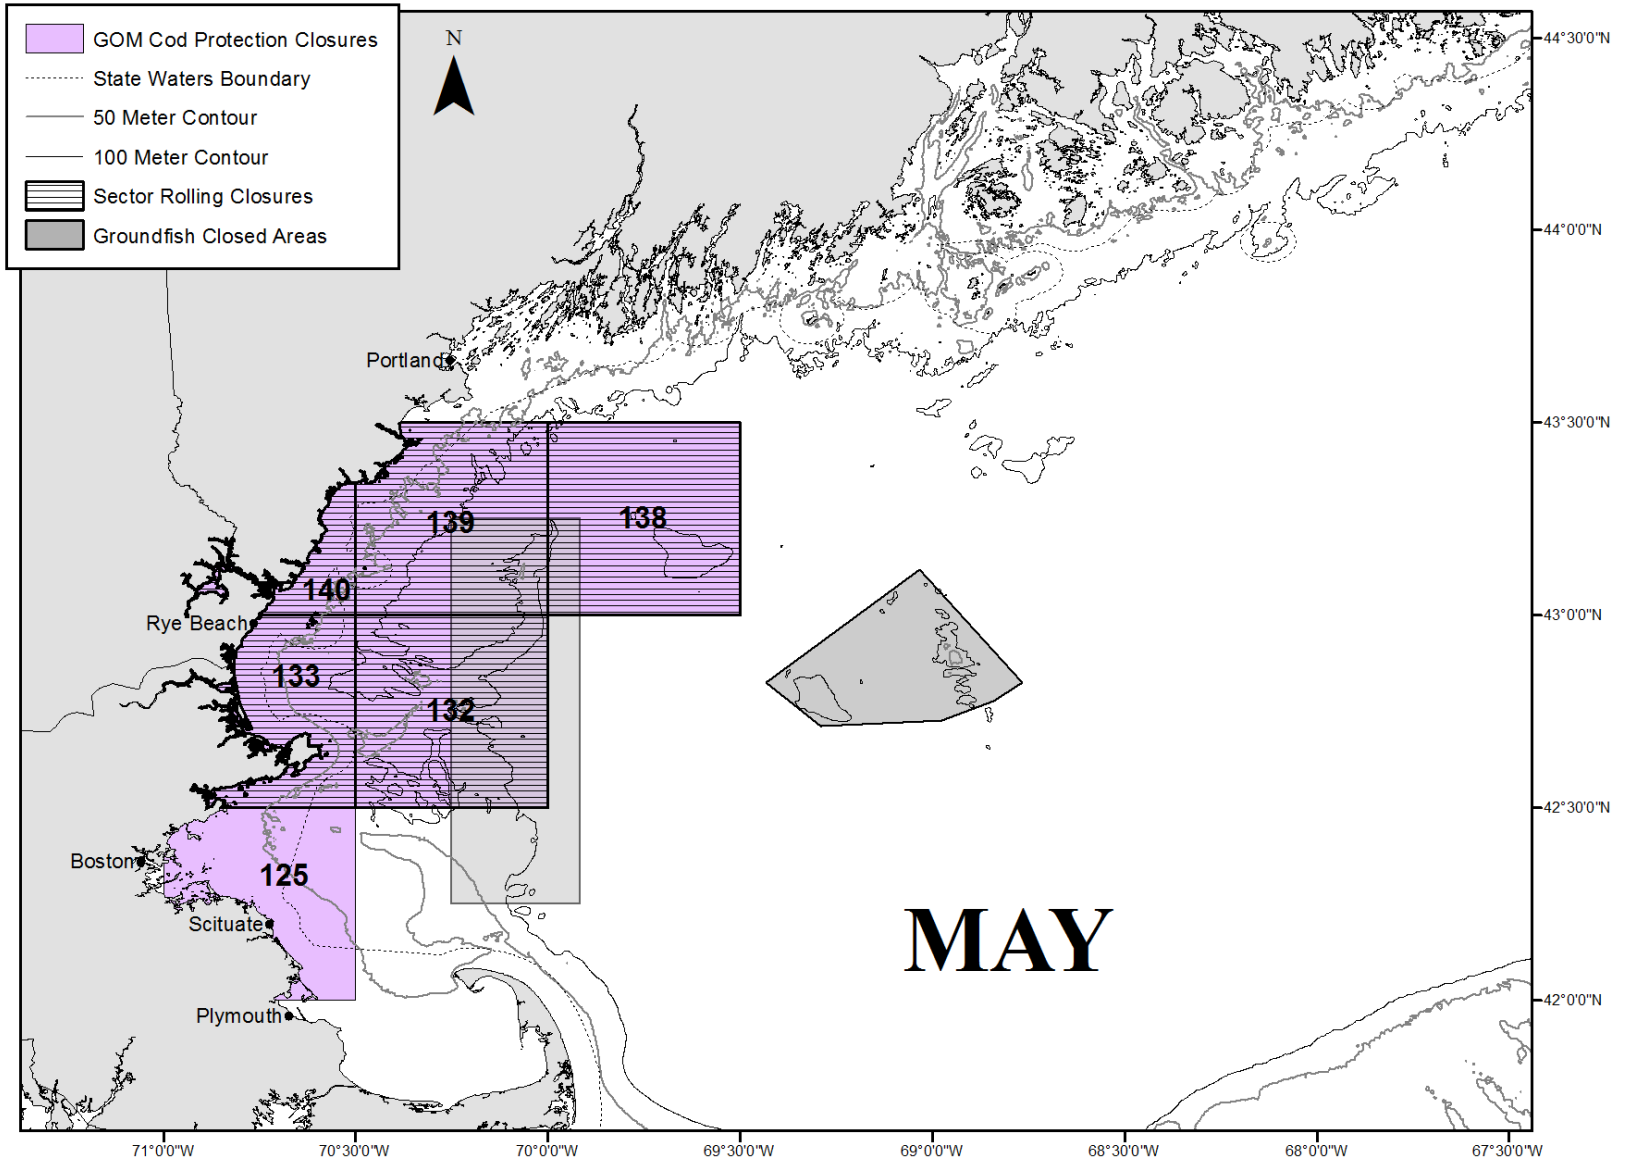 GOM Cod Protection Closures
State Waters Boundary
50 Meter Contour
100 Meter Contour
Sector Rolling Closures
Groundfish Closed Areas
N
44°30'0"N
44°0'0"N
Portland
43°30'0"N
139
138
140
Rye Beach
43°0'0"N
133
132
42°30'0"N
Boston
125
Scituate
MAY
Plymouth
42°0'0"N
71°0'0"W
70°30'0"W
70°0'0"W
69°30'0"W
69°0'0"W
68°30'0"W
68°0'0"W
67°30'0"W